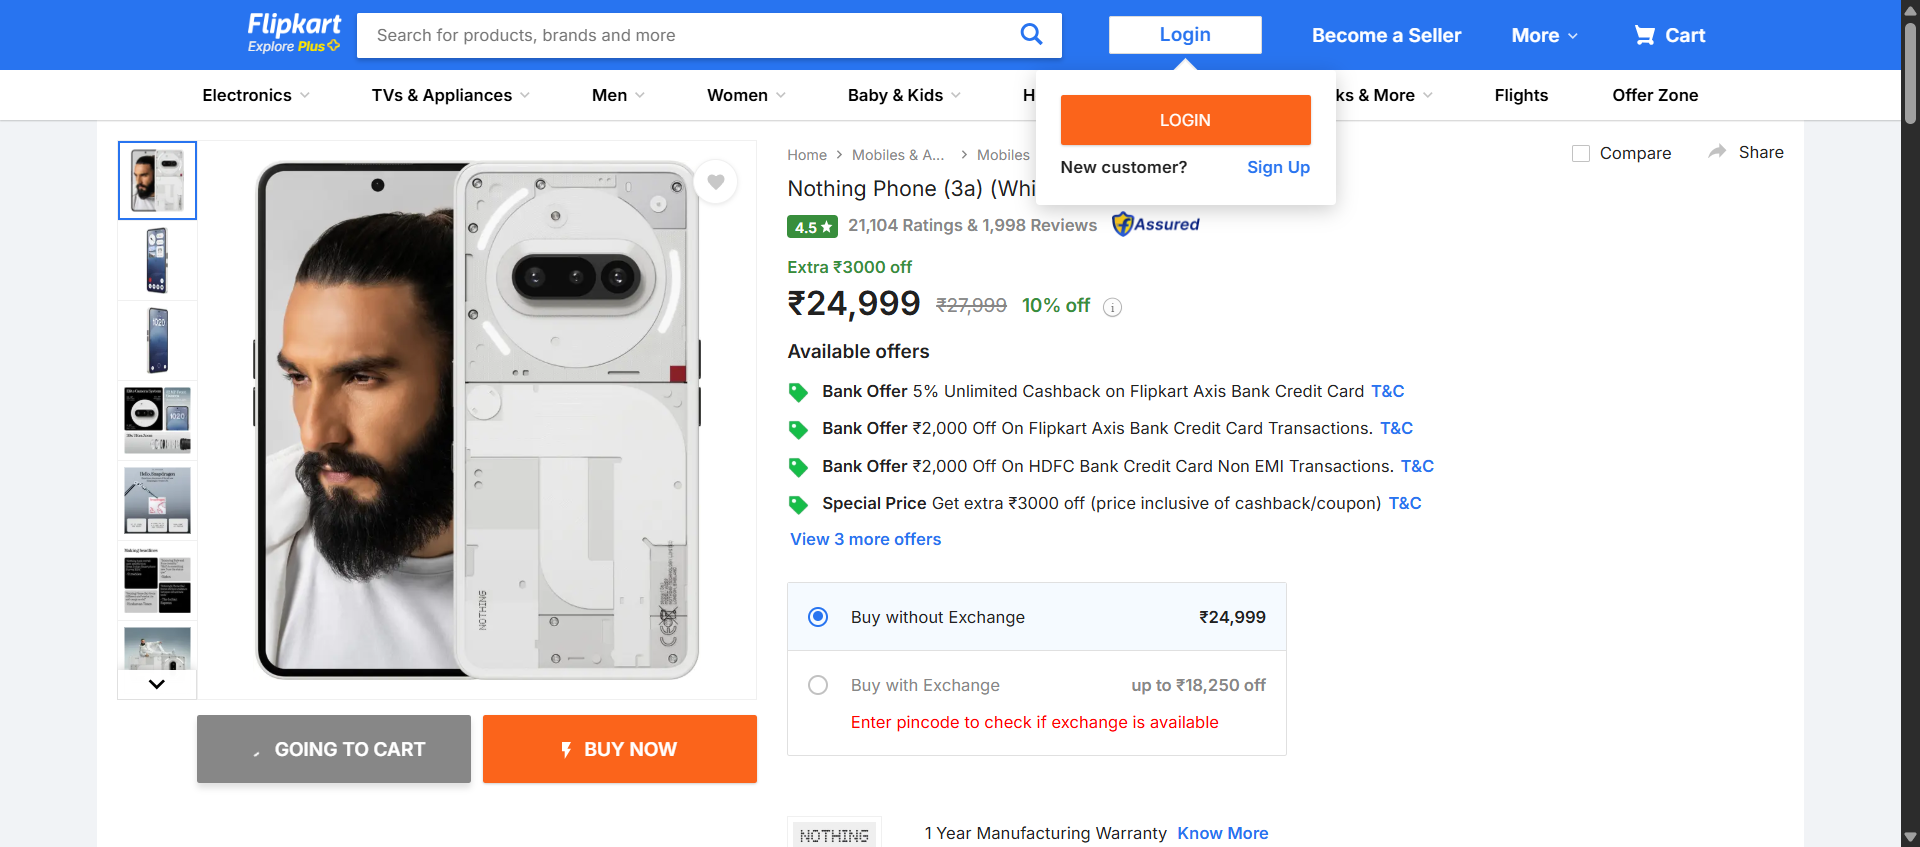 Flipkart
Explore Plus
Search for products, brands and more
Login
Become a Seller
More
Cart
Electronics
TVs & Appliances
Men
Women
Baby & Kids
H
ks & More
Flights
Offer Zone
LOGIN
New customer?
Sign Up
Home
Mobiles & A...
Mobiles
Compare
Share
Nothing Phone (3a) (Whi
4.5 ★
21,104 Ratings & 1,998 Reviews
Assured
Extra ₹3000 off
₹24,999 ₹27,999 10% off
Available offers
Bank Offer 5% Unlimited Cashback on Flipkart Axis Bank Credit Card T&C
Bank Offer ₹2,000 Off On Flipkart Axis Bank Credit Card Transactions. T&C
Bank Offer ₹2,000 Off On HDFC Bank Credit Card Non EMI Transactions. T&C
Special Price Get extra ₹3000 off (price inclusive of cashback/coupon) T&C
View 3 more offers
Buy without Exchange ₹24,999
Buy with Exchange up to ₹18,250 off
Enter pincode to check if exchange is available
NOTHING
GOING TO CART
BUY NOW
NOTHING
1 Year Manufacturing Warranty Know More